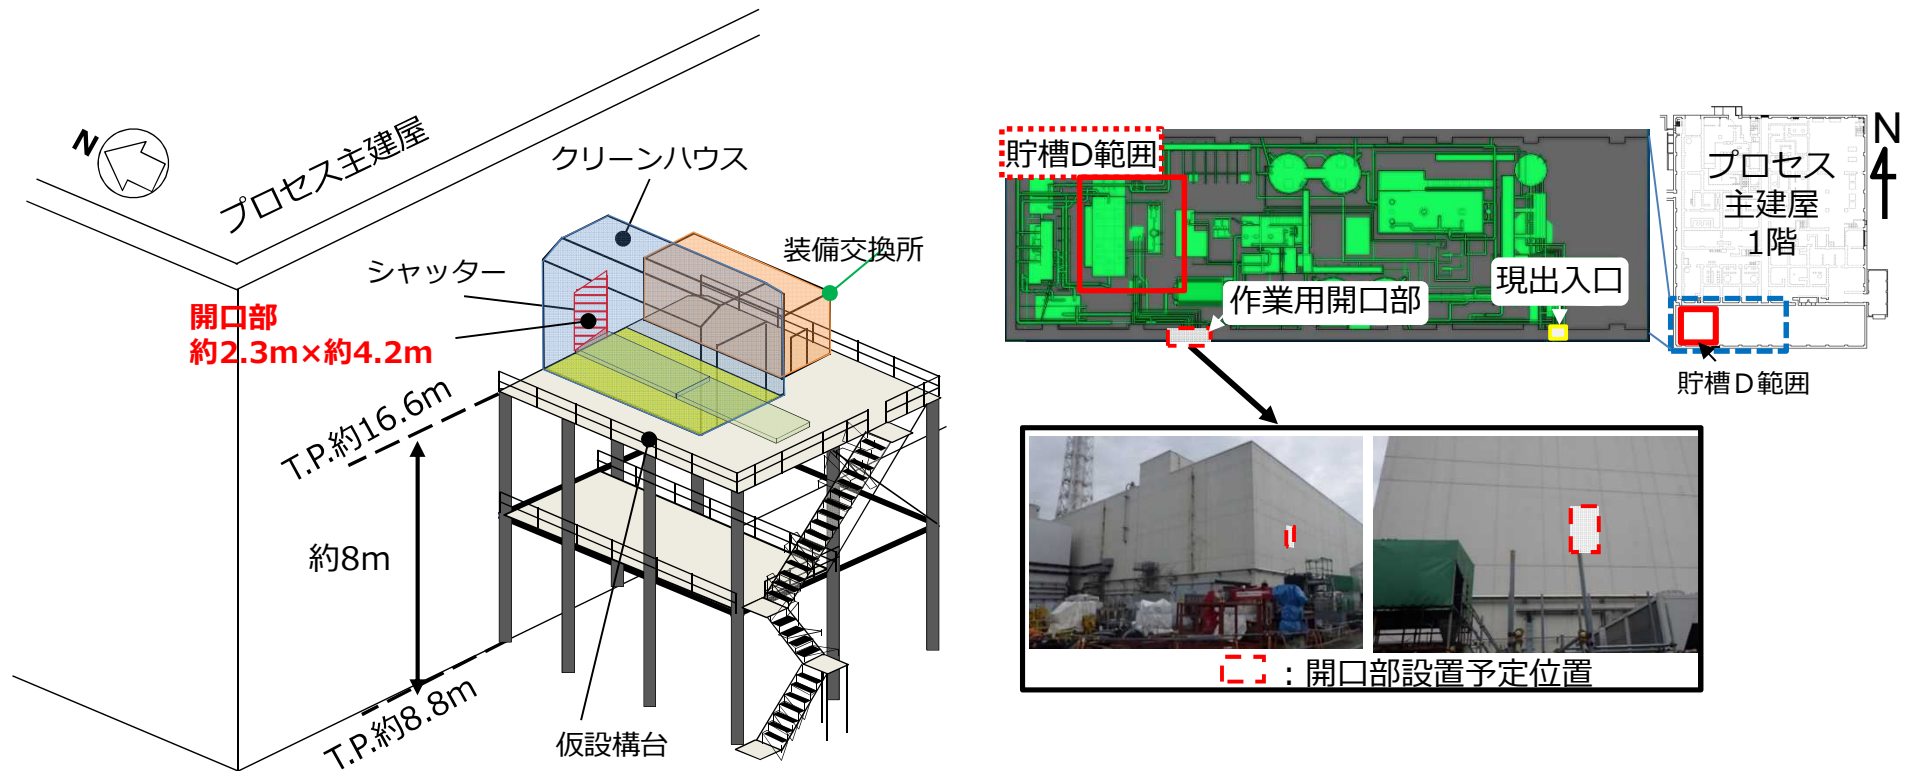 N
プロセス主建屋
クリーンハウス
装備交換所
シャッター
開口部
約2.3m×約4.2m
T.P.約16.6m
約8m
T.P.約8.8m
仮設構台
貯槽D範囲
作業用開口部
現出入口
プロセス
主建屋
1階
N
貯槽D範囲
：開口部設置予定位置